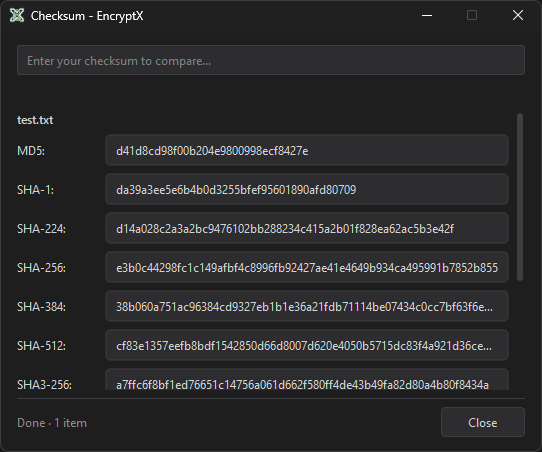 Checksum - EncryptX
Enter your checksum to compare...
test.txt
MD5: d41d8cd98f00b204e9800998ecf8427e
SHA-1: da39a3ee5e6b4b0d3255bfef95601890afd80709
SHA-224: d14a028c2a3a2bc9476102bb288234c415a2b01f828ea62ac5b3e42f
SHA-256: e3b0c44298fc1c149afbf4c8996fb92427ae41e4649b934ca495991b7852b855
SHA-384: 38b060a751ac96384cd9327eb1b1e36a21fdb71114be07434c0cc7bf63f6e...
SHA-512: cf83e1357eefb8bdf1542850d66d8007d620e4050b5715dc83f4a921d36ce...
SHA3-256: a7ffc6f8bf1ed76651c14756a061d662f580ff4de43b49fa82d80a4b80f8434a
Done · 1 item
Close